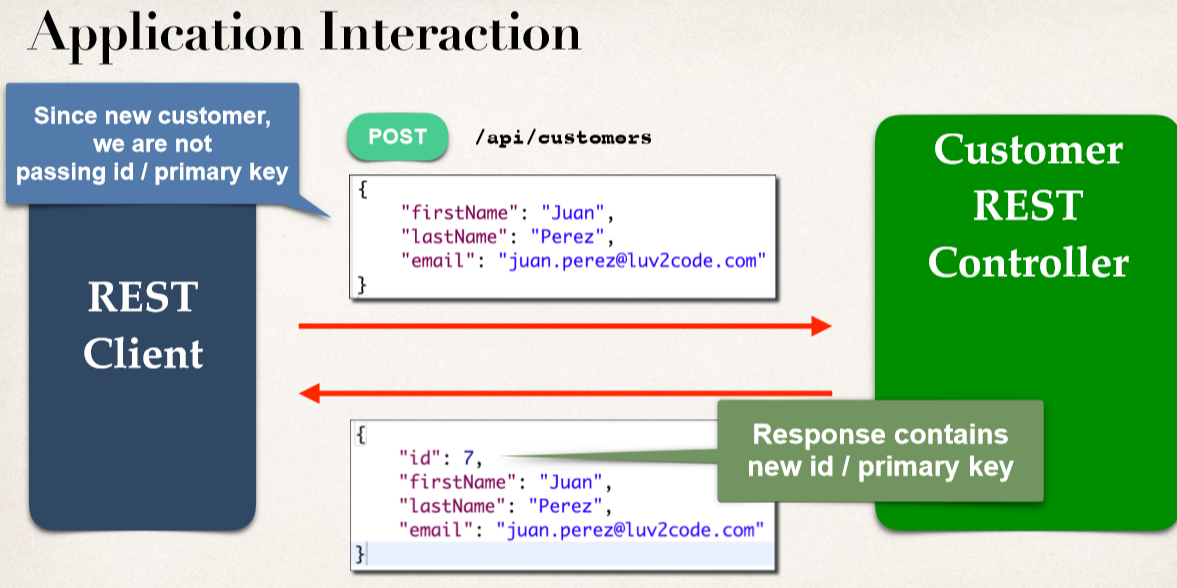 Application Interaction
Since new customer,
we are not
passing id / primary key
POST
/api/customers
{
"firstName": "Juan",
"lastName": "Perez",
"email": "juan.perez@luv2code.com"
}
REST
Client
Customer
REST
Controller
{
"id": 7,
"firstName": "Juan",
"lastName": "Perez",
"email": "juan.perez@luv2code.com"
}
Response contains
new id / primary key